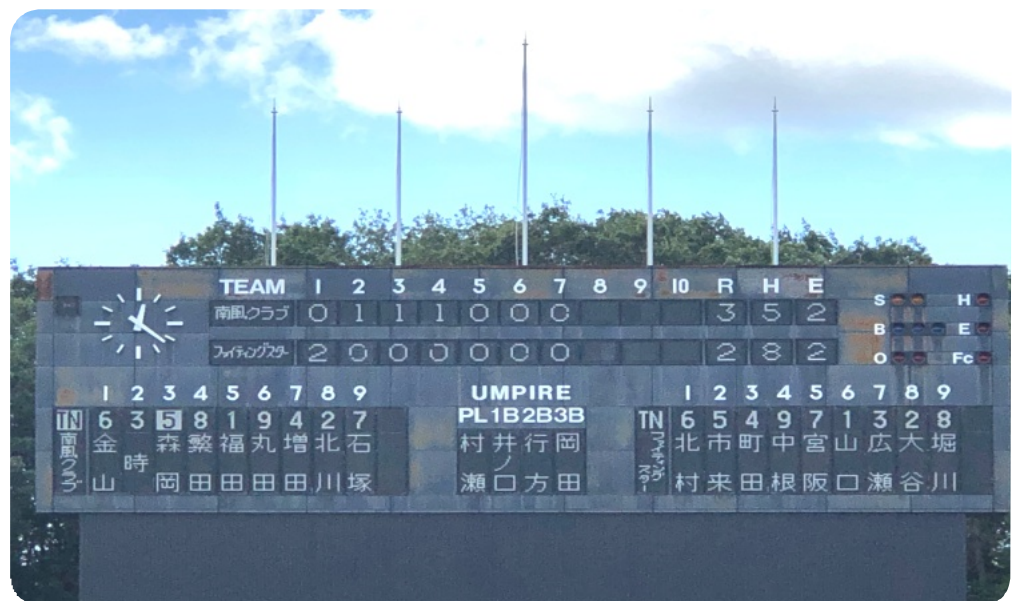 TEAM 1 2 3 4 5 6 7 8 9 10 R H E
南風クラブ 0 1 1 1 0 0 0 3 5 2
ファイティングスター 2 0 0 0 0 0 0 2 8 2
S H
B E
O Fc
1 2 3 4 5 6 7 8 9
TN 6 3 5 8 1 9 4 2 7
南風クラブ 金山 時 森岡 繁田 福田 丸田 増田 北川 石塚
UMPIRE
PL 1B 2B 3B
村瀬 井ノ口 行方 岡田
1 2 3 4 5 6 7 8 9
TN 6 5 4 9 7 1 3 2 8
ファイティングスター 北村 市来 町田 中根 宮阪 山口 広瀬 大谷 堀川